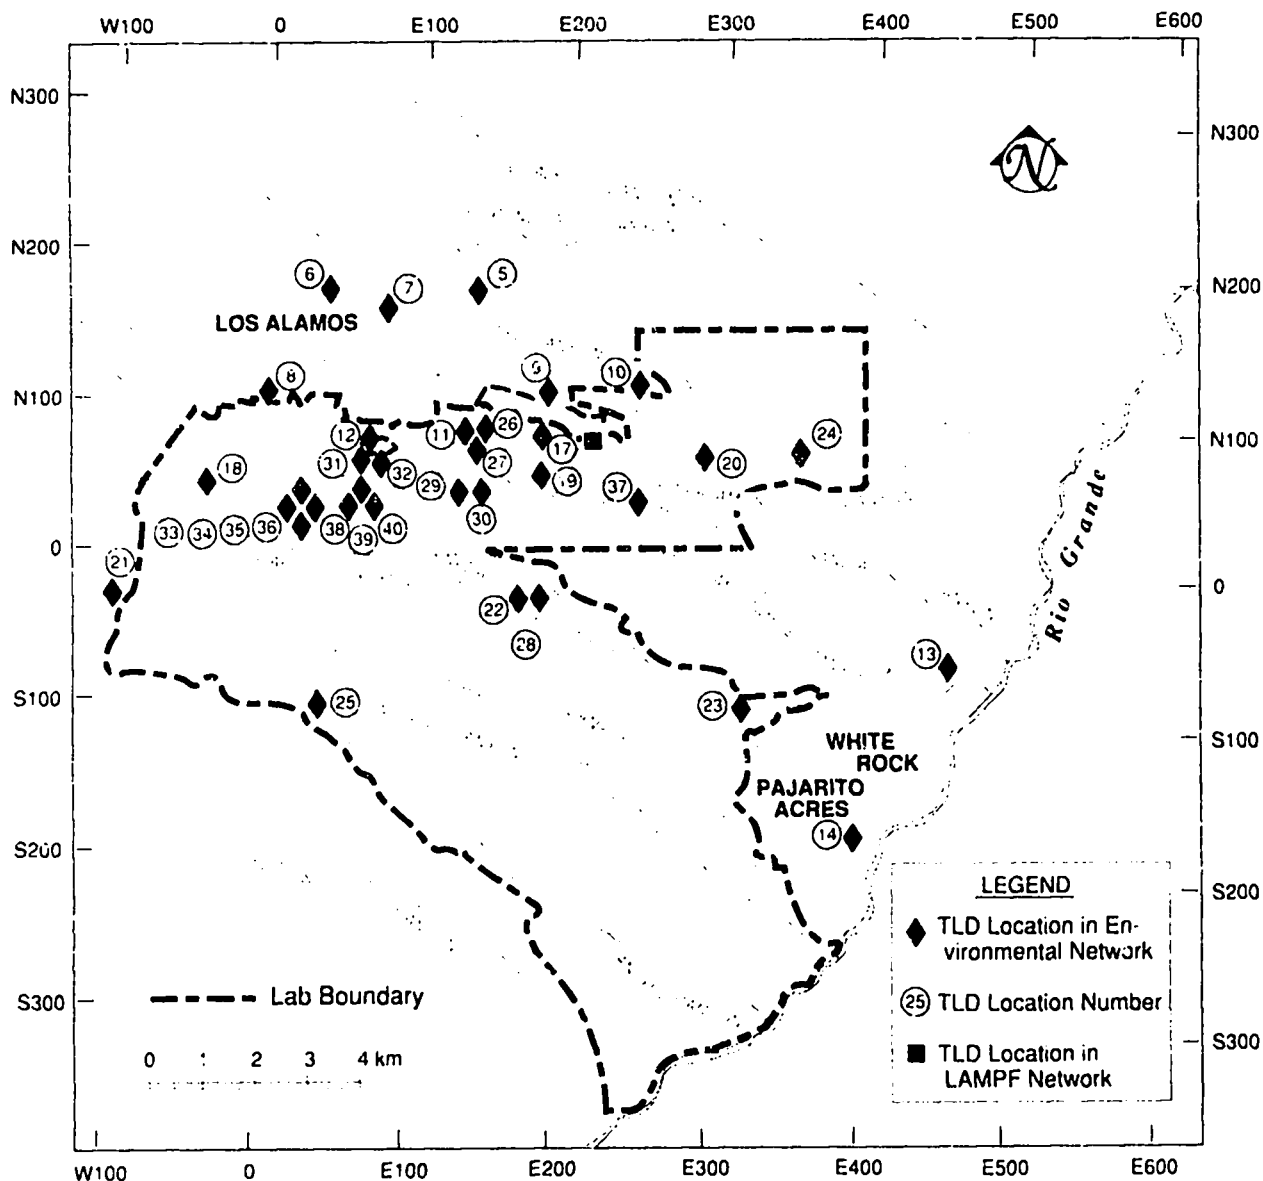 W100 0 E100 E200 E300 E400 E500 E600
N300
N300
N
N200
6 7 5
N200
LOS ALAMOS
8 9 10
N100
12 11 26 24
N100
31 32 27 17 20
18 29 19 37
33 34 35 36 38 39 40 30
0
21
0
22
28
Rio Grande
13
S100
25 23
S100
WHITE
ROCK
PAJARITO
ACRES
14
S200
S200
LEGEND
TLD Location in En-
vironmental Network
25 TLD Location Number
TLD Location in
LAMPF Network
Lab Boundary
S300
S300
0 1 2 3 4 km
W100 0 E100 E200 E300 E400 E500 E600